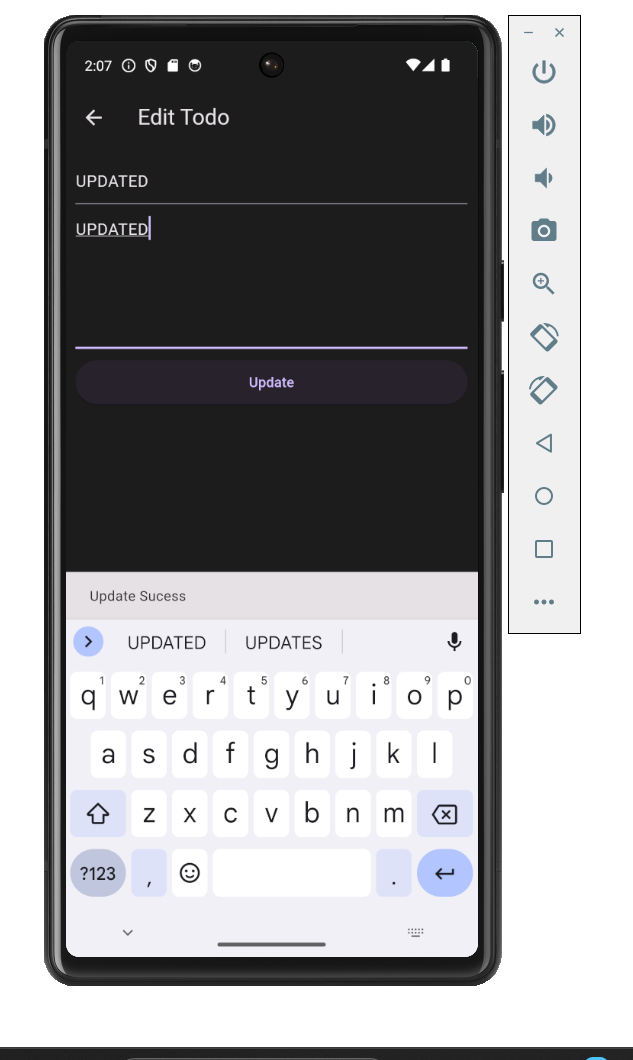 2:07
Edit Todo
UPDATED
UPDATED
Update
Update Sucess
UPDATED UPDATES
q1 w2 e3 r4 t5 y6 u7 i8 o9 p0
a s d f g h j k l
z x c v b n m
?123 , .